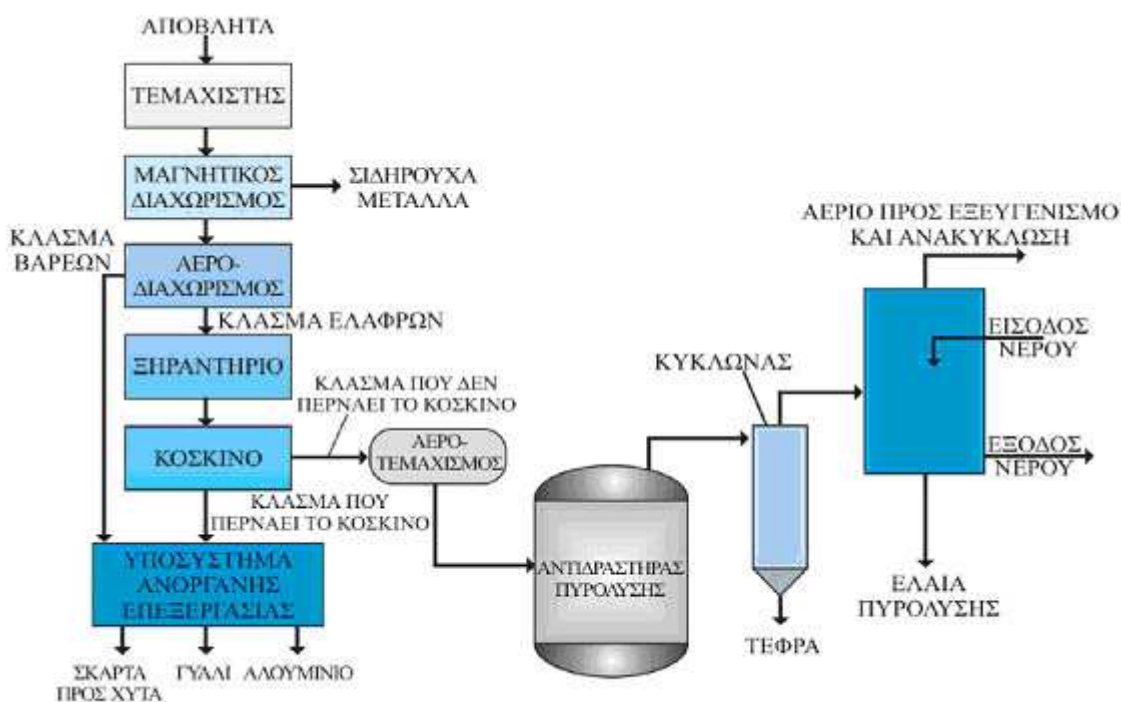 ΑΠΟΒΛΗΤΑ
ΤΕΜΑΧΙΣΤΗΣ
ΜΑΓΝΗΤΙΚΟΣ
ΔΙΑΧΩΡΙΣΜΟΣ
ΣΙΔΗΡΟΥΧΑ
ΜΕΤΑΛΛΑ
ΚΛΑΣΜΑ
ΒΑΡΕΩΝ
ΑΕΡΟ-
ΔΙΑΧΩΡΙΣΜΟΣ
ΚΛΑΣΜΑ ΕΛΑΦΡΩΝ
ΞΗΡΑΝΤΗΡΙΟ
ΚΛΑΣΜΑ ΠΟΥ ΔΕΝ
ΠΕΡΝΑΕΙ ΤΟ ΚΟΣΚΙΝΟ
ΚΟΣΚΙΝΟ
ΑΕΡΟ-
ΤΕΜΑΧΙΣΜΟΣ
ΚΛΑΣΜΑ ΠΟΥ
ΠΕΡΝΑΕΙ ΤΟ ΚΟΣΚΙΝΟ
ΥΠΟΣΥΣΤΗΜΑ
ΑΝΟΡΓΑΝΗΣ
ΕΠΕΞΕΡΓΑΣΙΑΣ
ΣΚΑΡΤΑ
ΠΡΟΣ ΧΥΤΑ
ΓΥΑΛΙ
ΑΛΟΥΜΙΝΙΟ
ΑΝΤΙΔΡΑΣΤΗΡΑΣ
ΠΥΡΟΛΥΣΗΣ
ΚΥΚΛΩΝΑΣ
ΤΕΦΡΑ
ΑΕΡΙΟ ΠΡΟΣ ΕΞΕΥΓΕΝΙΣΜΟ
ΚΑΙ ΑΝΑΚΥΚΛΩΣΗ
ΕΙΣΟΔΟΣ
ΝΕΡΟΥ
ΕΞΟΔΟΣ
ΝΕΡΟΥ
ΕΛΑΙΑ
ΠΥΡΟΛΥΣΗΣ